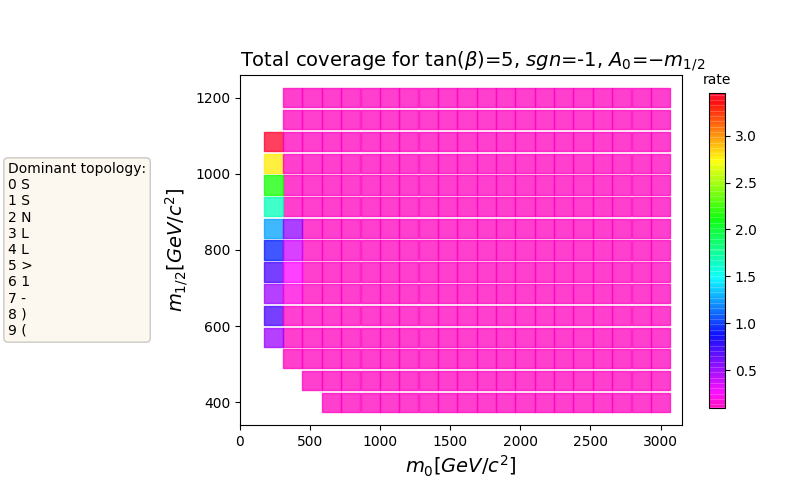 Total coverage for tan(β)=5, sgn=-1, A₀=−m₁/₂
rate
Dominant topology:
0 S
1 S
2 N
3 L
4 L
5 >
6 1
7 -
8 )
9 (
m₁/₂[GeV/c²]
1200
1000
800
600
400
0 500 1000 1500 2000 2500 3000
m₀[GeV/c²]
3.0
2.5
2.0
1.5
1.0
0.5